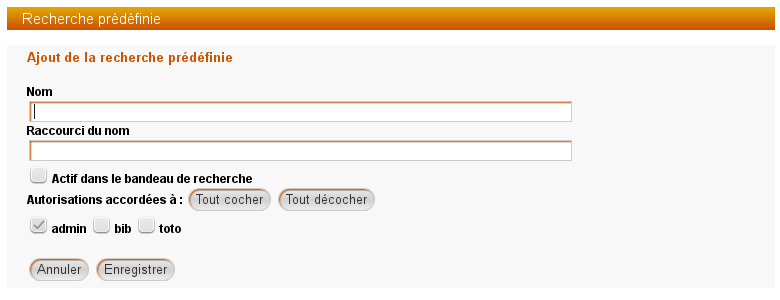 Recherche prédéfinie
Ajout de la recherche prédéfinie
Nom
Raccourci du nom
Actif dans le bandeau de recherche
Autorisations accordées à : Tout cocher Tout décocher
admin bib toto
Annuler Enregistrer